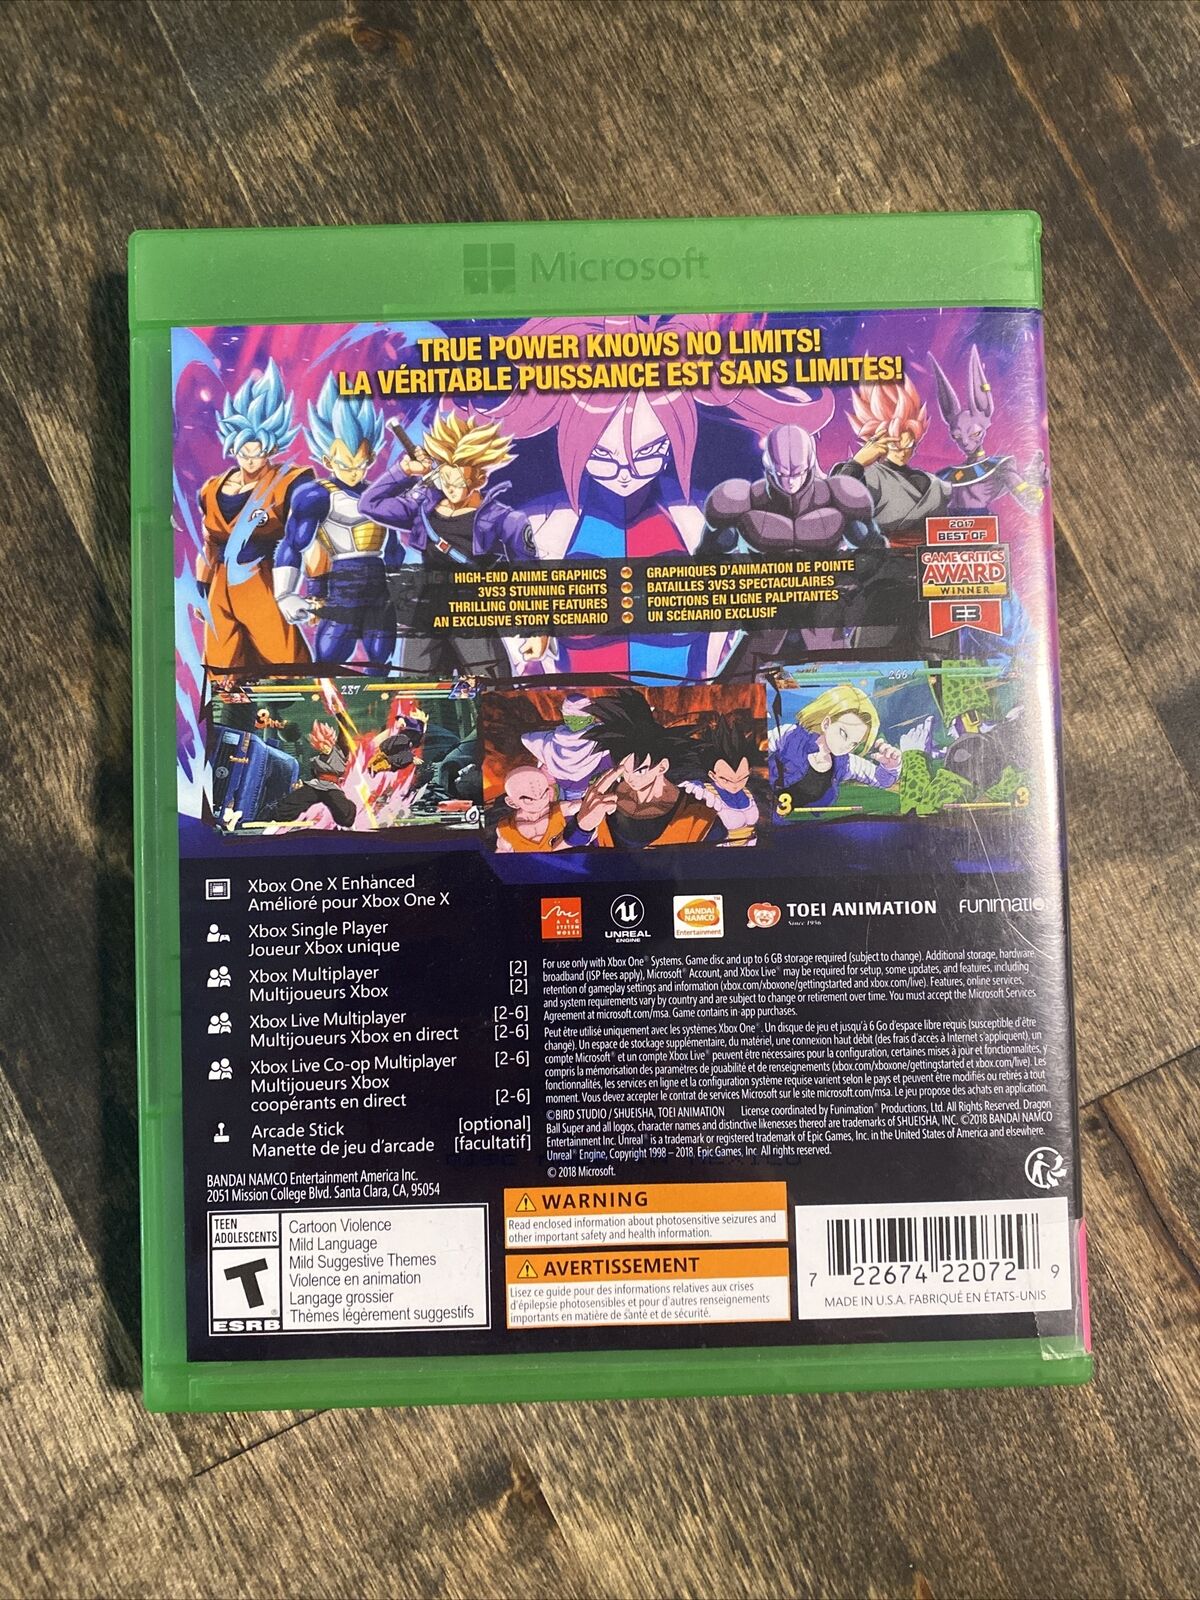 Microsoft
TRUE POWER KNOWS NO LIMITS!
LA VÉRITABLE PUISSANCE EST SANS LIMITES!
HIGH-END ANIME GRAPHICS
3VS3 STUNNING FIGHTS
THRILLING ONLINE FEATURES
AN EXCLUSIVE STORY SCENARIO
GRAPHIQUES D'ANIMATION DE POINTE
BATAILLES 3VS3 SPECTACULAIRES
FONCTIONS EN LIGNE PALPITANTES
UN SCÉNARIO EXCLUSIF
2017
BEST OF
GAME CRITICS
AWARD
WINNER
E3
287
3
266
3
3
Xbox One X Enhanced
Amélioré pour Xbox One X
Xbox Single Player
Joueur Xbox unique
Xbox Multiplayer [2]
Multijoueurs Xbox [2]
Xbox Live Multiplayer [2-6]
Multijoueurs Xbox en direct [2-6]
Xbox Live Co-op Multiplayer [2-6]
Multijoueurs Xbox
coopérants en direct [2-6]
Arcade Stick [optional]
Manette de jeu d'arcade [facultatif]
BANDAI NAMCO Entertainment America Inc.
2051 Mission College Blvd. Santa Clara, CA, 95054
ARC
SYSTEM
WORKS
UNREAL
ENGINE
BANDAI
NAMCO
Entertainment
TOEI ANIMATION
Since 1956
FUNiMATiO
For use only with Xbox One® Systems. Game disc and up to 6 GB storage required (subject to change). Additional storage, hardware,
broadband (ISP fees apply), Microsoft® Account, and Xbox Live® may be required for setup, some updates, and features, including
retention of gameplay settings and information (xbox.com/xboxone/gettingstarted and xbox.com/live). Features, online services,
and system requirements vary by country and are subject to change or retirement over time. You must accept the Microsoft Services
Agreement at microsoft.com/msa. Game contains in-app purchases.
Peut être utilisé uniquement avec les systèmes Xbox One®. Un disque de jeu et jusqu'à 6 Go d'espace libre requis (susceptible d'être
changé). Un espace de stockage supplémentaire, du matériel, une connexion haut débit (des frais d'accès à Internet s'appliquent), un
compte Microsoft® et un compte Xbox Live® peuvent être nécessaires pour la configuration, certaines mises à jour et fonctionnalités, y
compris la mémorisation des paramètres de jouabilité et de renseignements (xbox.com/xboxone/gettingstarted et xbox.com/live). Les
fonctionnalités, les services en ligne et la configuration système requise varient selon le pays et peuvent être modifiés ou retirés à tout
moment. Vous devez accepter le contrat de services Microsoft sur le site microsoft.com/msa. Le jeu propose des achats en application.
©BIRD STUDIO / SHUEISHA, TOEI ANIMATION License coordinated by Funimation® Productions, Ltd. All Rights Reserved. Dragon
Ball Super and all logos, character names and distinctive likenesses thereof are trademarks of SHUEISHA, INC. ©2018 BANDAI NAMCO
Entertainment Inc. Unreal® is a trademark or registered trademark of Epic Games, Inc. in the United States of America and elsewhere.
Unreal® Engine, Copyright 1998 – 2018, Epic Games, Inc. All rights reserved.
© 2018 Microsoft.
TEEN
ADOLESCENTS
T
ESRB
Cartoon Violence
Mild Language
Mild Suggestive Themes
Violence en animation
Langage grossier
Thèmes légèrement suggestifs
WARNING
Read enclosed information about photosensitive seizures and
other important safety and health information.
AVERTISSEMENT
Lisez ce guide pour des informations relatives aux crises
d'épilepsie photosensibles et pour d'autres renseignements
importants en matière de santé et de sécurité.
7 22674 22072 9
MADE IN U.S.A. FABRIQUÉ EN ÉTATS-UNIS